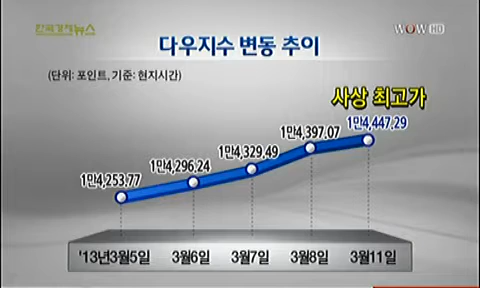 한국경제뉴스
WOW HD
다우지수 변동 추이
(단위: 포인트, 기준: 현지시간)
사상 최고가
1만4,253.77
1만4,296.24
1만4,329.49
1만4,397.07
1만4,447.29
'13년3월5일
3월6일
3월7일
3월8일
3월11일